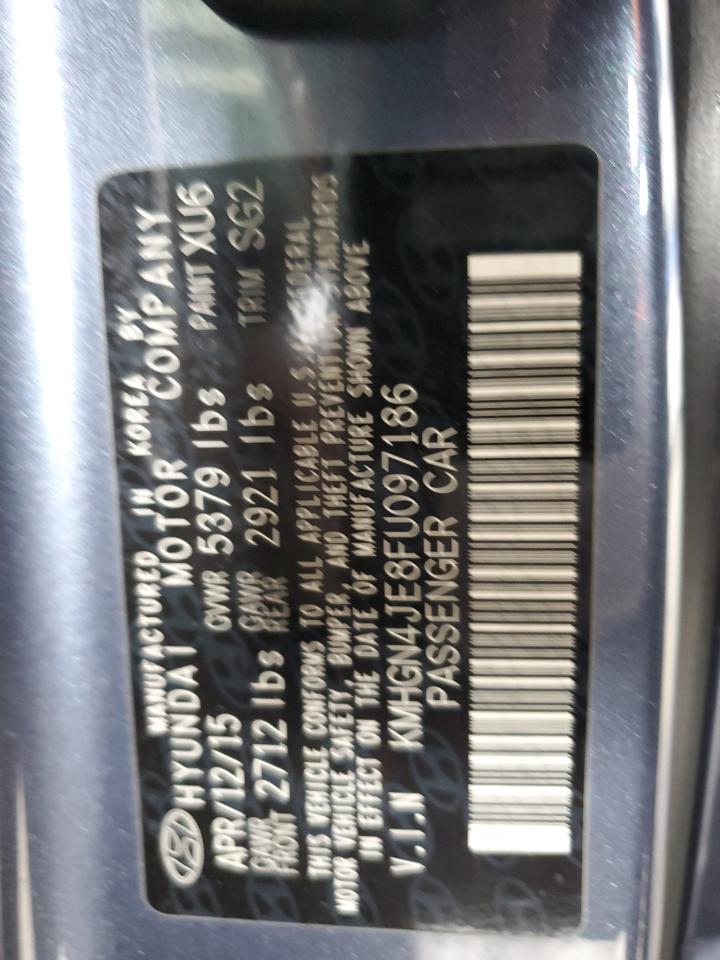 MANUFACTURED IN KOREA BY
HYUNDAI MOTOR COMPANY
APR/12/15 GVWR 5379 lbs PAINT XU6
GAWR FRONT 2712 lbs GAWR REAR 2921 lbs TRIM SG2
THIS VEHICLE CONFORMS TO ALL APPLICABLE U.S. FEDERAL
MOTOR VEHICLE SAFETY, BUMPER, AND THEFT PREVENTION STANDARDS
IN EFFECT ON THE DATE OF MANUFACTURE SHOWN ABOVE
V.I.N KMHGN4JE8FU097186
PASSENGER CAR